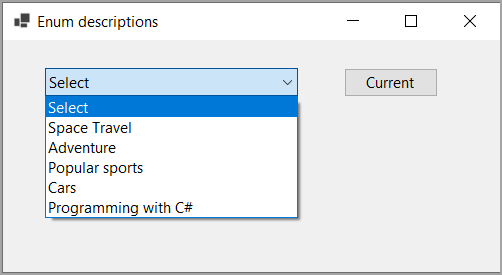 Enum descriptions
Select
Current
Select
Space Travel
Adventure
Popular sports
Cars
Programming with C#